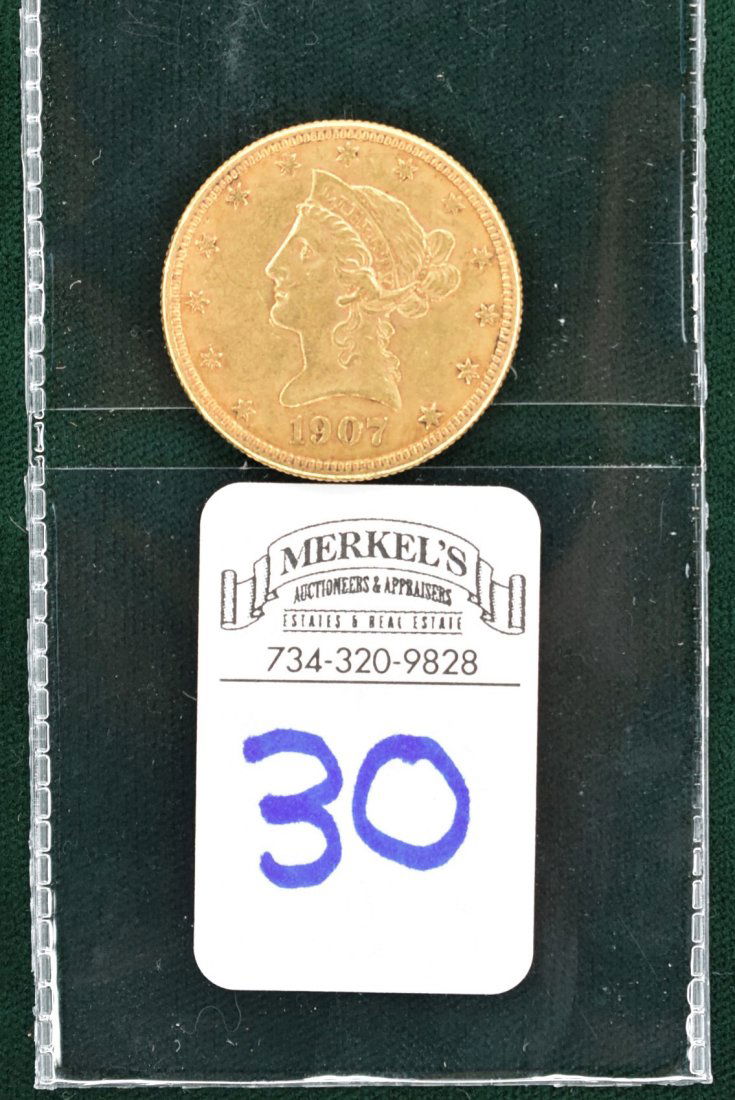 LIBERTY
1907
MERKEL'S
AUCTIONEERS & APPRAISERS
ESTATES & REAL ESTATE
734-320-9828
30